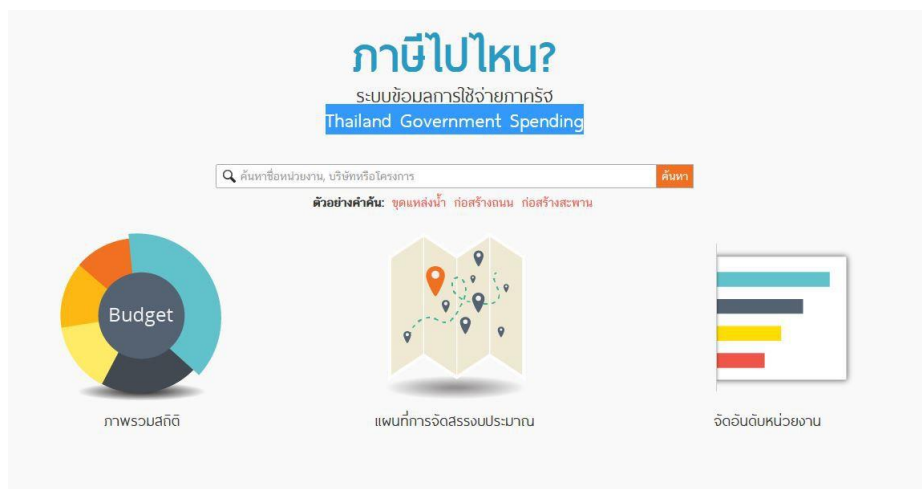 ภาษีไปไหน?
ระบบข้อมูลการใช้จ่ายภาครัฐ
Thailand Government Spending
ค้นหาชื่อหน่วยงาน, บริษัทหรือโครงการ ค้นหา
ตัวอย่างคำค้น: ขุดแหล่งน้ำ ก่อสร้างถนน ก่อสร้างสะพาน
Budget
ภาพรวมสถิติ แผนที่การจัดสรรงบประมาณ จัดอันดับหน่วยงาน